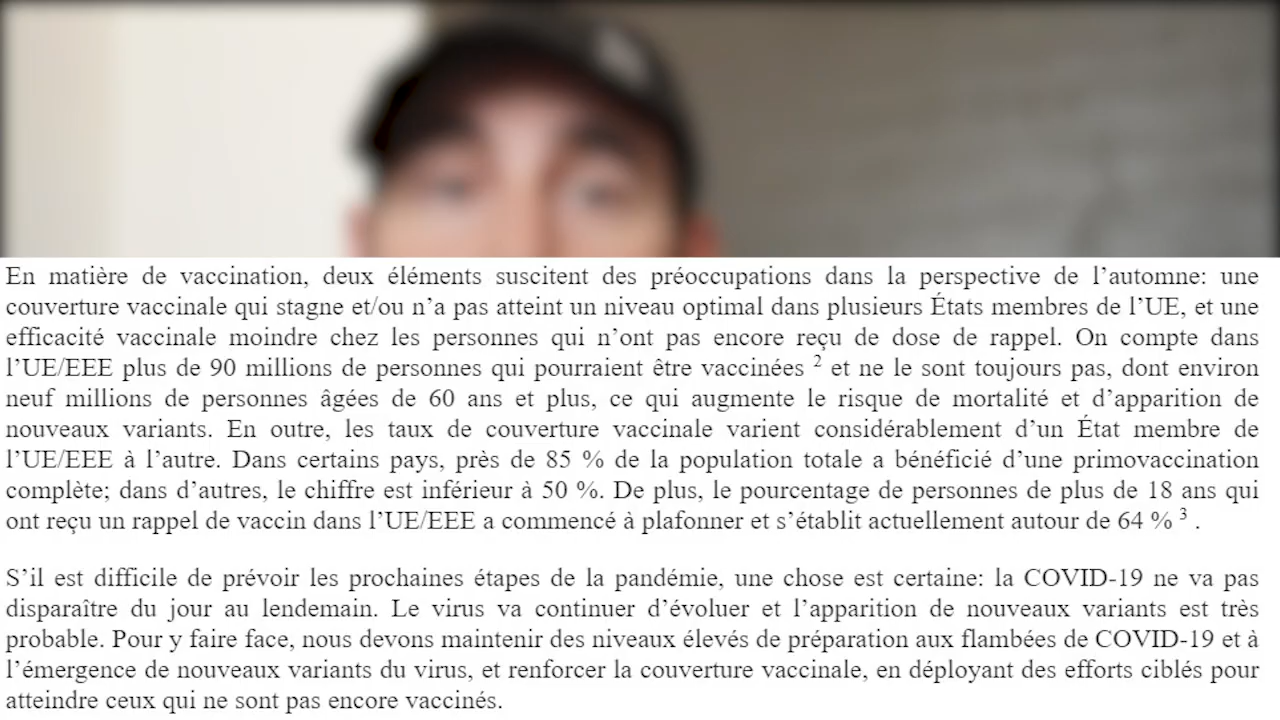 En matière de vaccination, deux éléments suscitent des préoccupations dans la perspective de l’automne: une
couverture vaccinale qui stagne et/ou n’a pas atteint un niveau optimal dans plusieurs États membres de l’UE, et une
efficacité vaccinale moindre chez les personnes qui n’ont pas encore reçu de dose de rappel. On compte dans
l’UE/EEE plus de 90 millions de personnes qui pourraient être vaccinées ² et ne le sont toujours pas, dont environ
neuf millions de personnes âgées de 60 ans et plus, ce qui augmente le risque de mortalité et d’apparition de
nouveaux variants. En outre, les taux de couverture vaccinale varient considérablement d’un État membre de
l’UE/EEE à l’autre. Dans certains pays, près de 85 % de la population totale a bénéficié d’une primovaccination
complète; dans d’autres, le chiffre est inférieur à 50 %. De plus, le pourcentage de personnes de plus de 18 ans qui
ont reçu un rappel de vaccin dans l’UE/EEE a commencé à plafonner et s’établit actuellement autour de 64 % ³ .
S’il est difficile de prévoir les prochaines étapes de la pandémie, une chose est certaine: la COVID-19 ne va pas
disparaître du jour au lendemain. Le virus va continuer d’évoluer et l’apparition de nouveaux variants est très
probable. Pour y faire face, nous devons maintenir des niveaux élevés de préparation aux flambées de COVID-19 et à
l’émergence de nouveaux variants du virus, et renforcer la couverture vaccinale, en déployant des efforts ciblés pour
atteindre ceux qui ne sont pas encore vaccinés.